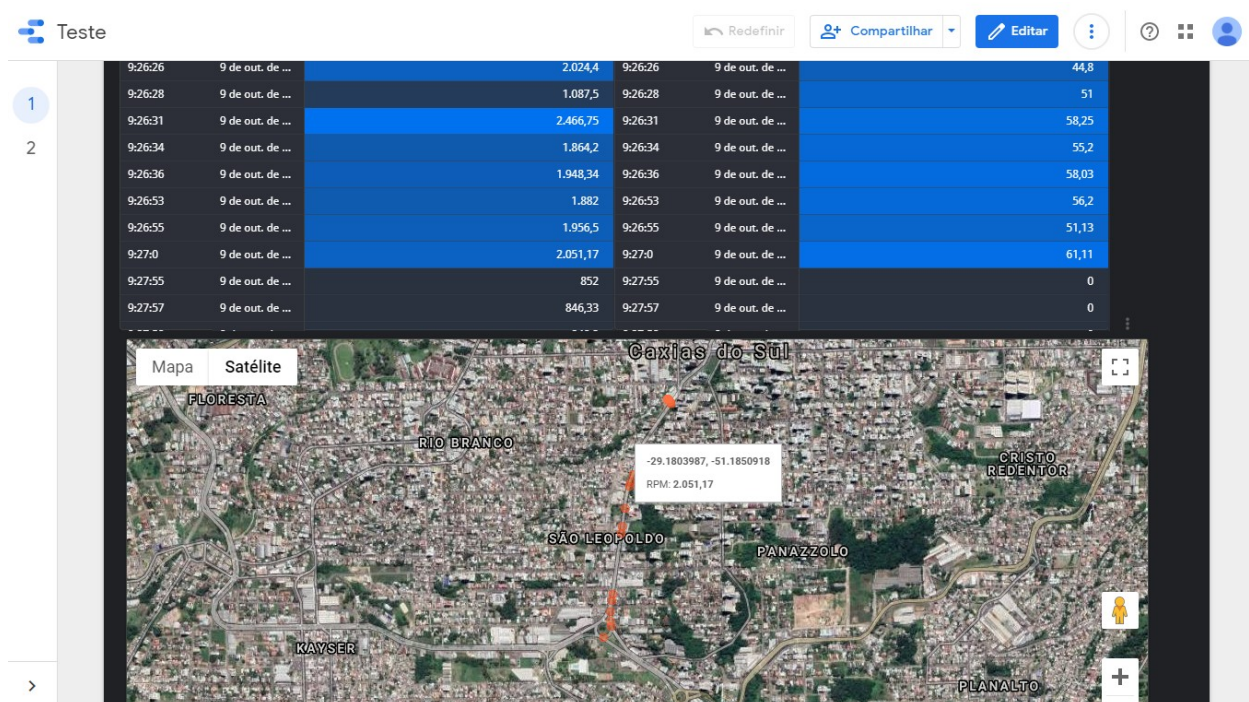 Teste
Redefinir
Compartilhar
Editar
1
2
9:26:26 9 de out. de ... 2.024,4 9:26:26 9 de out. de ... 44,8
9:26:28 9 de out. de ... 1.087,5 9:26:28 9 de out. de ... 51
9:26:31 9 de out. de ... 2.466,75 9:26:31 9 de out. de ... 58,25
9:26:34 9 de out. de ... 1.864,2 9:26:34 9 de out. de ... 55,2
9:26:36 9 de out. de ... 1.948,34 9:26:36 9 de out. de ... 58,03
9:26:53 9 de out. de ... 1.882 9:26:53 9 de out. de ... 56,2
9:26:55 9 de out. de ... 1.956,5 9:26:55 9 de out. de ... 51,13
9:27:0 9 de out. de ... 2.051,17 9:27:0 9 de out. de ... 61,11
9:27:55 9 de out. de ... 852 9:27:55 9 de out. de ... 0
9:27:57 9 de out. de ... 846,33 9:27:57 9 de out. de ... 0
Mapa Satélite
Caxias do Sul
FLORESTA
RIO BRANCO
-29.1803987, -51.1850918
RPM: 2.051,17
CRISTO
REDENTOR
SÃO LEOPOLDO
PANAZZOLO
KAYSER
PLANALTO